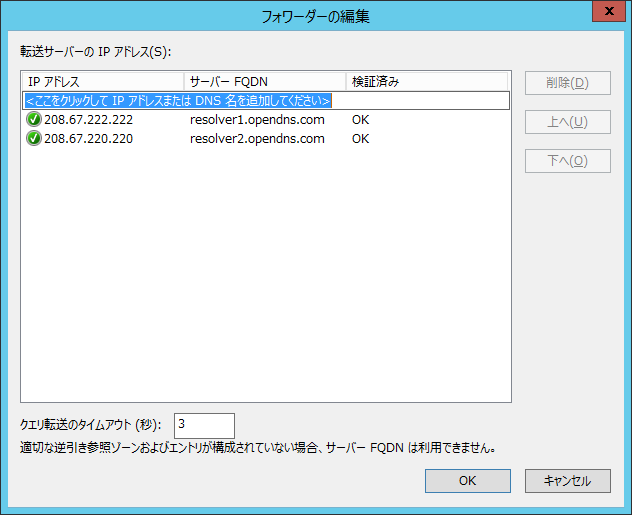 フォワーダーの編集
x
転送サーバーの IP アドレス(S):
IP アドレス サーバー FQDN 検証済み
<ここをクリックして IP アドレスまたは DNS 名を追加してください>
208.67.222.222 resolver1.opendns.com OK
208.67.220.220 resolver2.opendns.com OK
削除(D)
上へ(U)
下へ(O)
クエリ転送のタイムアウト (秒): 3
適切な逆引き参照ゾーンおよびエントリが構成されていない場合、サーバー FQDN は利用できません。
OK キャンセル